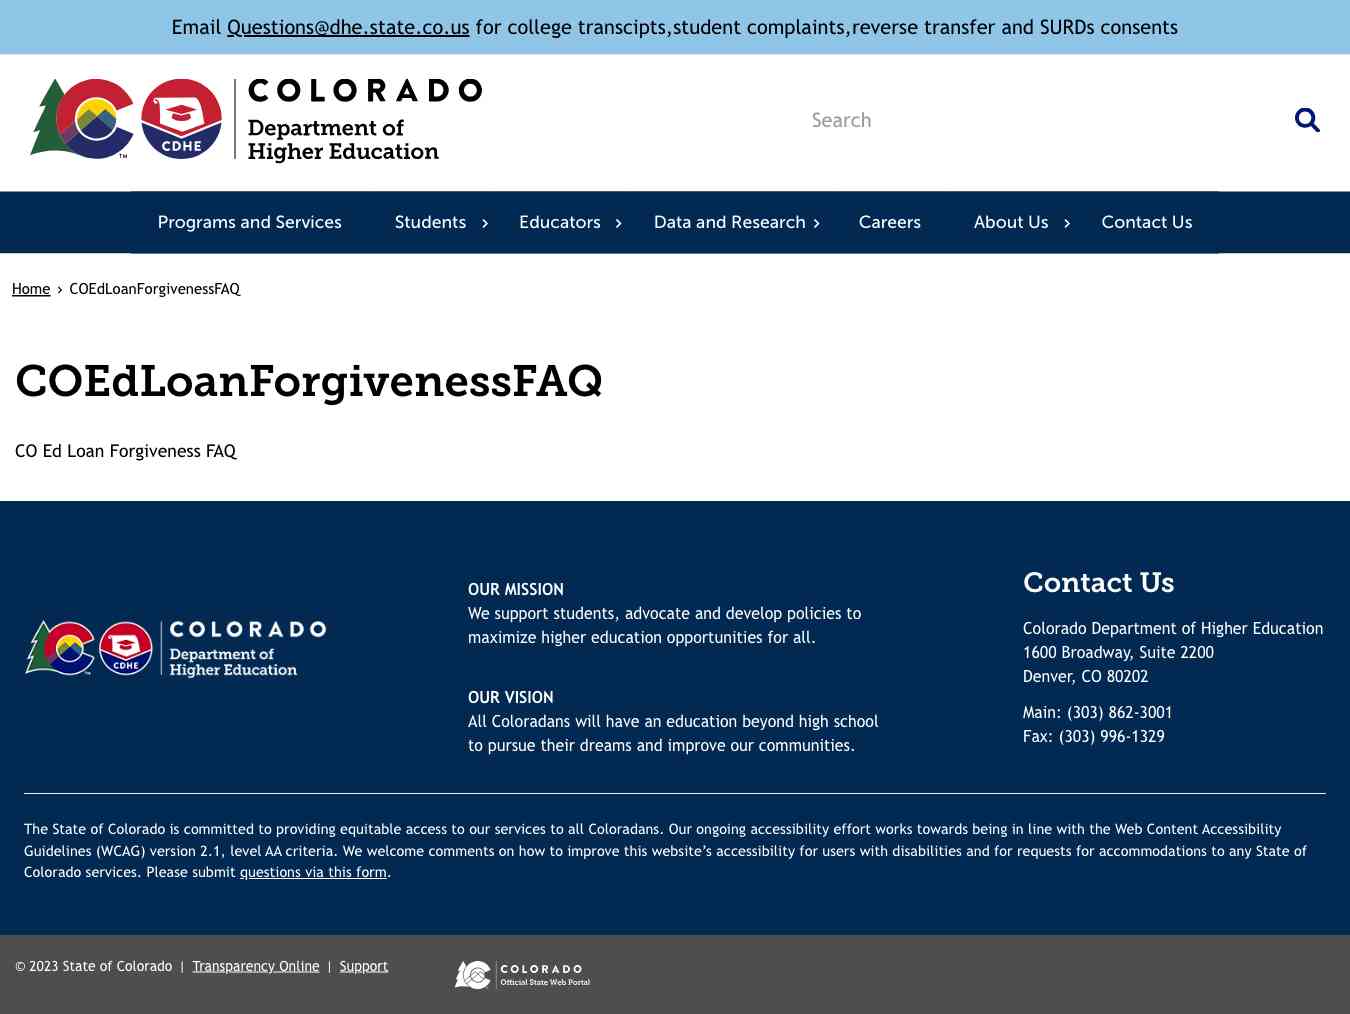 Email Questions@dhe.state.co.us for college transcipts,student complaints,reverse transfer and SURDs consents
CDHE
TM
COLORADO
Department of
Higher Education
Search
Programs and Services
Students
Educators
Data and Research
Careers
About Us
Contact Us
Home › COEdLoanForgivenessFAQ
COEdLoanForgivenessFAQ
CO Ed Loan Forgiveness FAQ
CDHE
TM
COLORADO
Department of
Higher Education
OUR MISSION
We support students, advocate and develop policies to
maximize higher education opportunities for all.
OUR VISION
All Coloradans will have an education beyond high school
to pursue their dreams and improve our communities.
Contact Us
Colorado Department of Higher Education
1600 Broadway, Suite 2200
Denver, CO 80202
Main: (303) 862-3001
Fax: (303) 996-1329
The State of Colorado is committed to providing equitable access to our services to all Coloradans. Our ongoing accessibility effort works towards being in line with the Web Content Accessibility
Guidelines (WCAG) version 2.1, level AA criteria. We welcome comments on how to improve this website’s accessibility for users with disabilities and for requests for accommodations to any State of
Colorado services. Please submit questions via this form.
© 2023 State of Colorado | Transparency Online | Support
COLORADO
Official State Web Portal